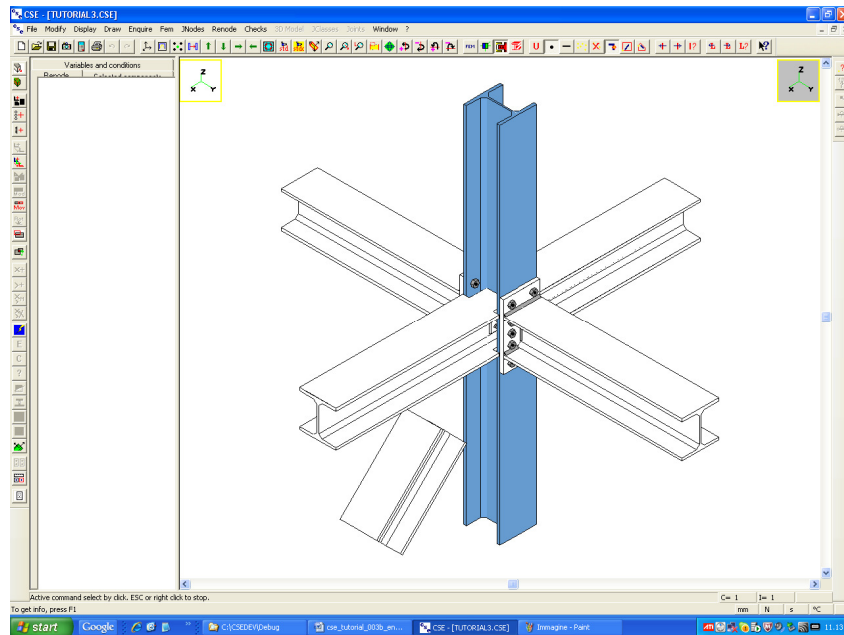 CSE - [TUTORIAL3.CSE]
File Modify Display Draw Enquire Fem JNodes Renode Checks 3D Model JClasses Joints Window ?
Variables and conditions
Renode Selected components
Z
X Y
Z
X Y
Active command select by click. ESC or right click to stop.
C= 1 I= 1
To get info, press F1
mm N s °C
start Google C:\CSEDEV\Debug cse_tutorial_003b_en... CSE - [TUTORIAL3.CSE] Immagine - Paint 11.13